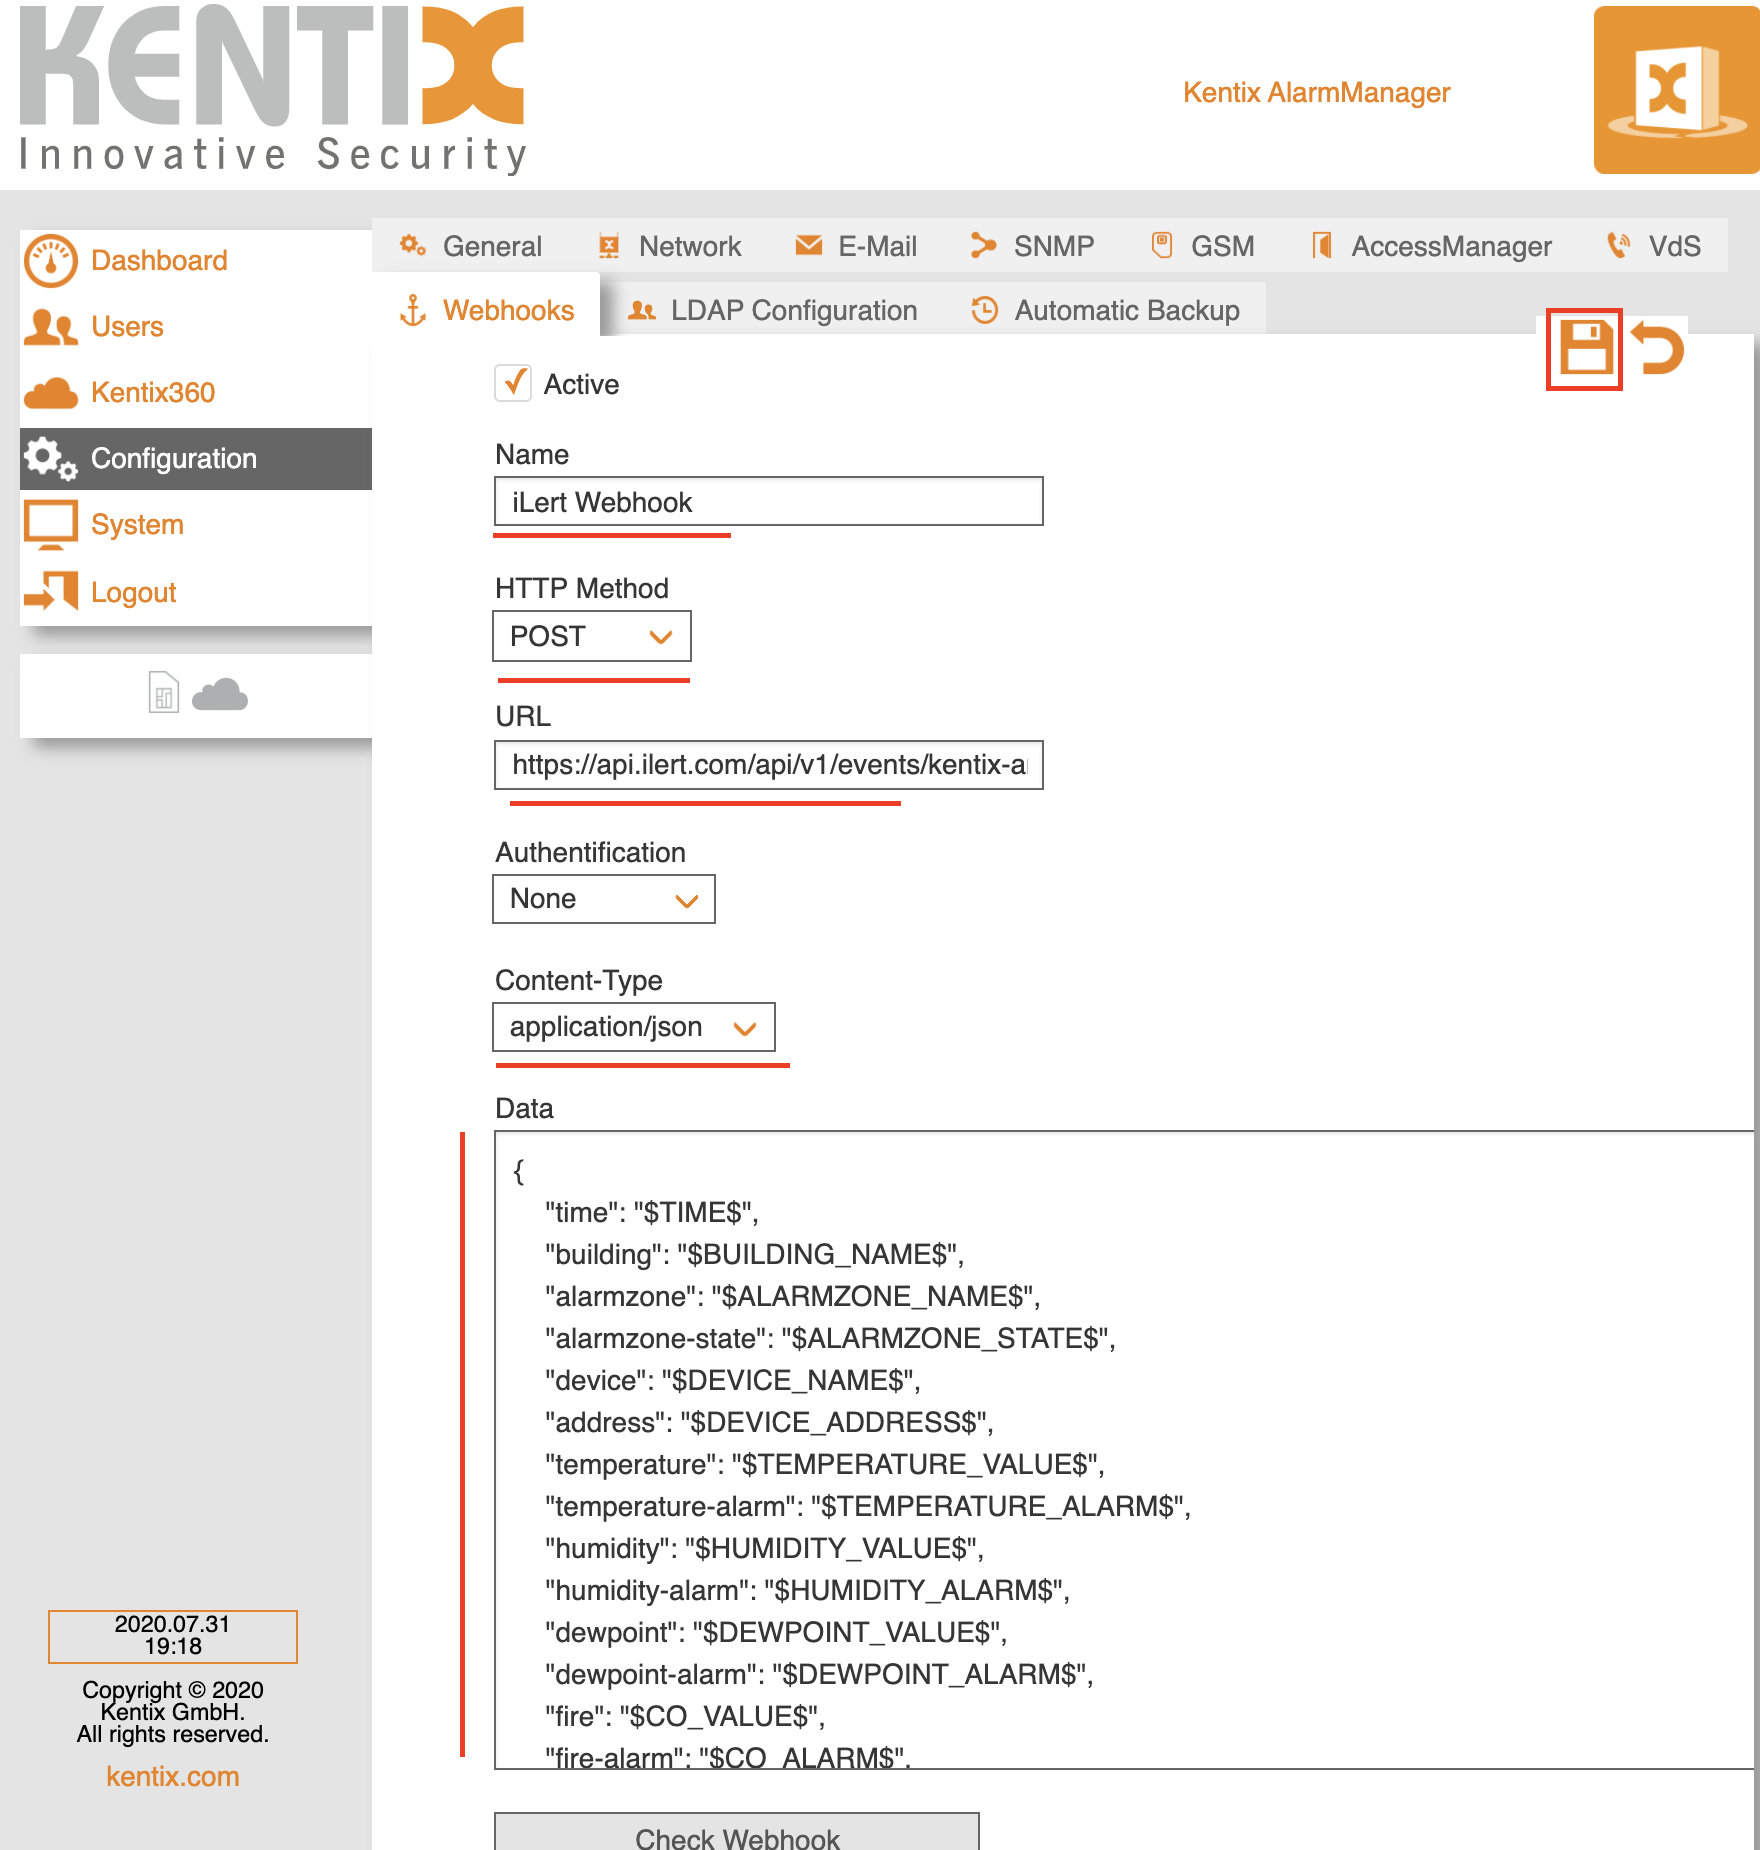 KENTIX
Innovative Security
Kentix AlarmManager
Dashboard
Users
Kentix360
Configuration
System
Logout
General
Network
E-Mail
SNMP
GSM
AccessManager
VdS
Webhooks
LDAP Configuration
Automatic Backup
Active
Name
iLert Webhook
HTTP Method
POST
URL
https://api.ilert.com/api/v1/events/kentix-a
Authentification
None
Content-Type
application/json
Data
{
"time": "$TIME$",
"building": "$BUILDING_NAME$",
"alarmzone": "$ALARMZONE_NAME$",
"alarmzone-state": "$ALARMZONE_STATE$",
"device": "$DEVICE_NAME$",
"address": "$DEVICE_ADDRESS$",
"temperature": "$TEMPERATURE_VALUE$",
"temperature-alarm": "$TEMPERATURE_ALARM$",
"humidity": "$HUMIDITY_VALUE$",
"humidity-alarm": "$HUMIDITY_ALARM$",
"dewpoint": "$DEWPOINT_VALUE$",
"dewpoint-alarm": "$DEWPOINT_ALARM$",
"fire": "$CO_VALUE$",
"fire-alarm": "$CO_ALARM$",
Check Webhook
2020.07.31
19:18
Copyright © 2020
Kentix GmbH.
All rights reserved.
kentix.com